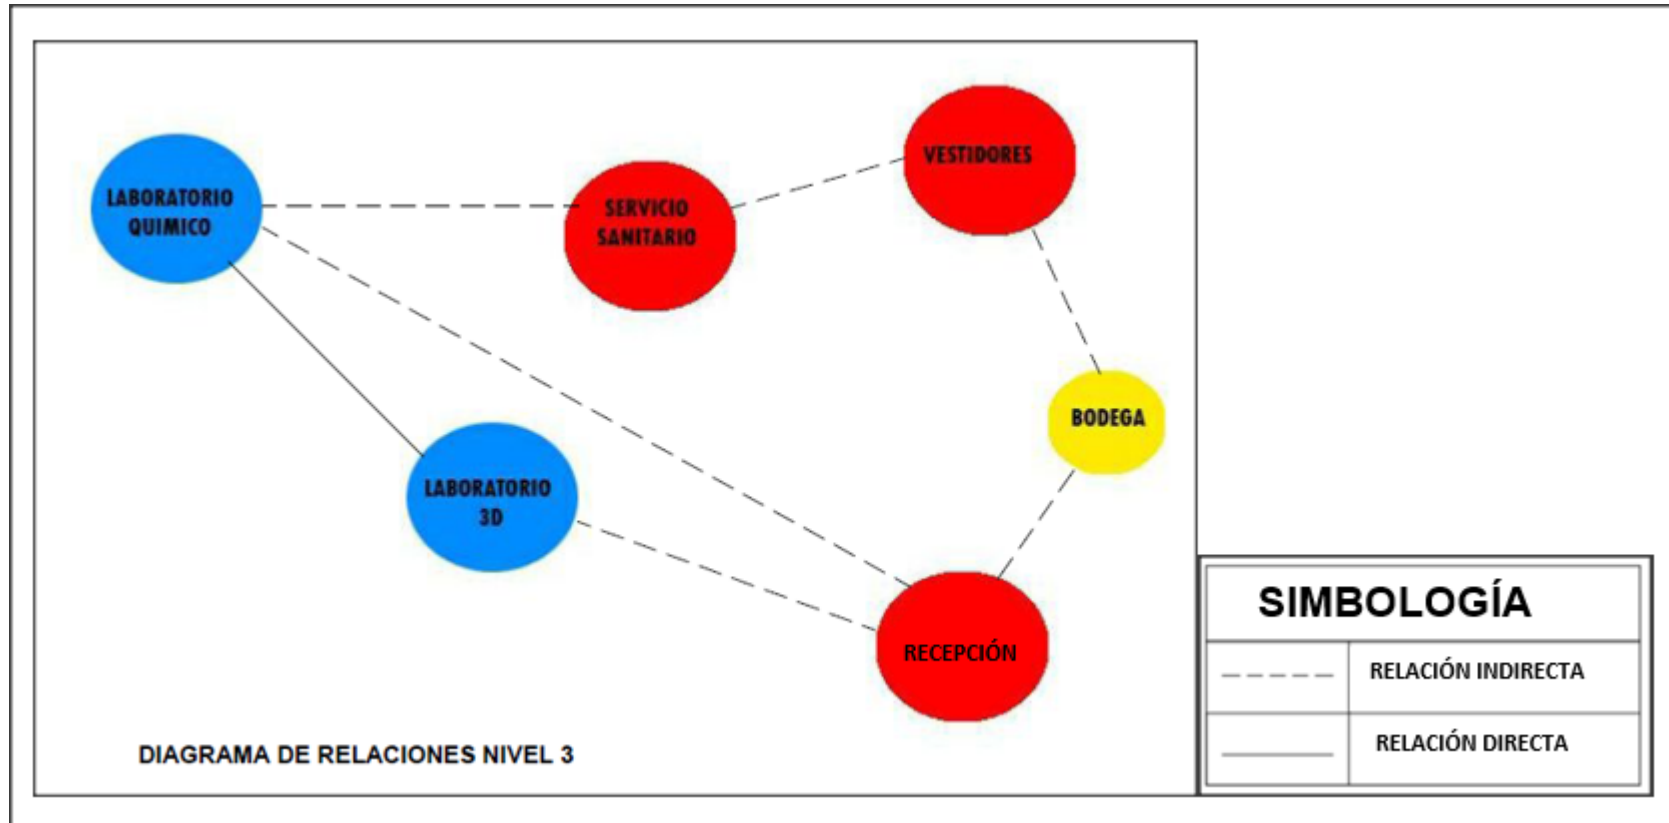 LABORATORIO
QUIMICO
SERVICIO
SANITARIO
VESTIDORES
BODEGA
LABORATORIO
3D
RECEPCIÓN
DIAGRAMA DE RELACIONES NIVEL 3
SIMBOLOGÍA
RELACIÓN INDIRECTA
RELACIÓN DIRECTA